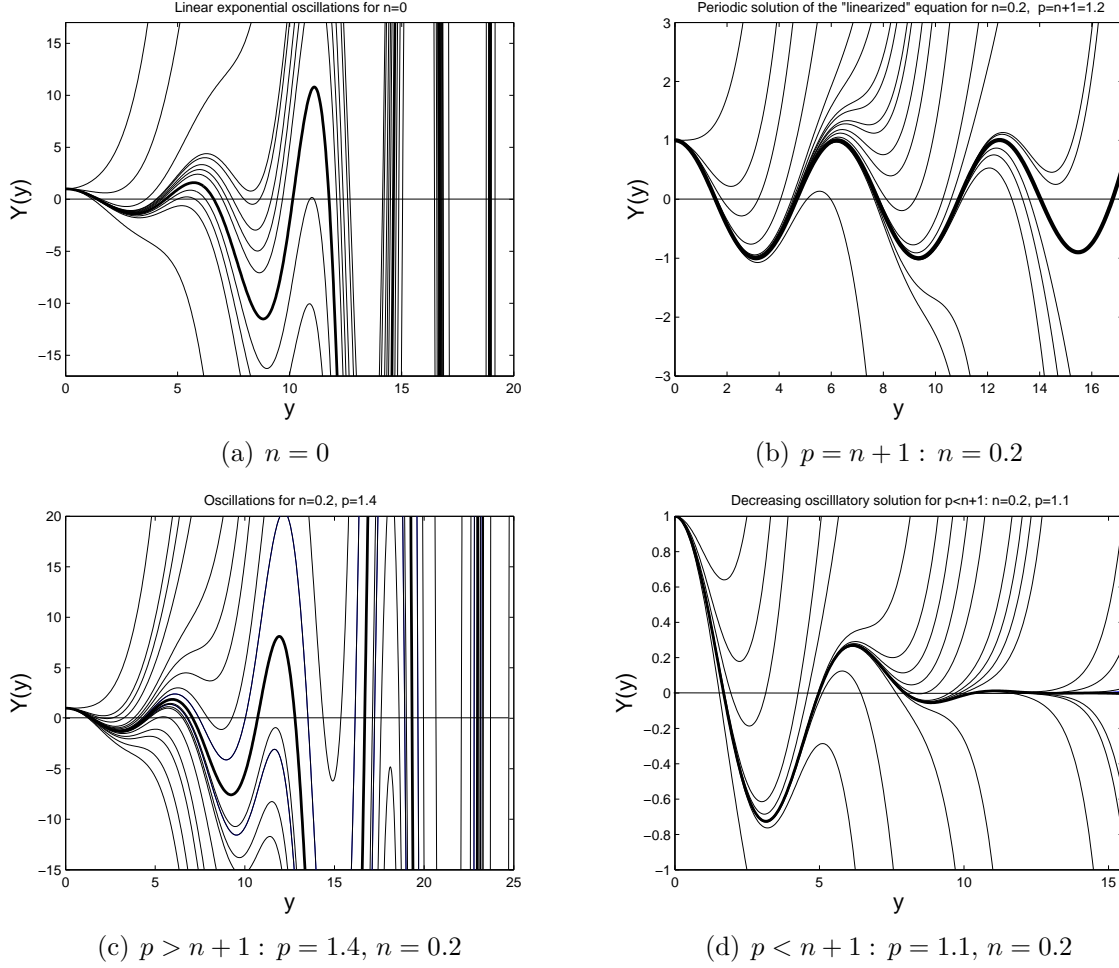 Linear exponential oscillations for n=0
Y(y)
15
10
5
0
−5
−10
−15
0 5 10 15 20
y
(a) n = 0
Periodic solution of the "linearized" equation for n=0.2, p=n+1=1.2
Y(y)
3
2
1
0
−1
−2
−3
0 2 4 6 8 10 12 14 16
y
(b) p = n + 1 : n = 0.2
Oscillations for n=0.2, p=1.4
Y(y)
20
15
10
5
0
−5
−10
−15
0 5 10 15 20 25
y
(c) p > n + 1 : p = 1.4, n = 0.2
Decreasing oscilllatory solution for p<n+1: n=0.2, p=1.1
Y(y)
1
0.8
0.6
0.4
0.2
0
−0.2
−0.4
−0.6
−0.8
−1
0 5 10 15
y
(d) p < n + 1 : p = 1.1, n = 0.2